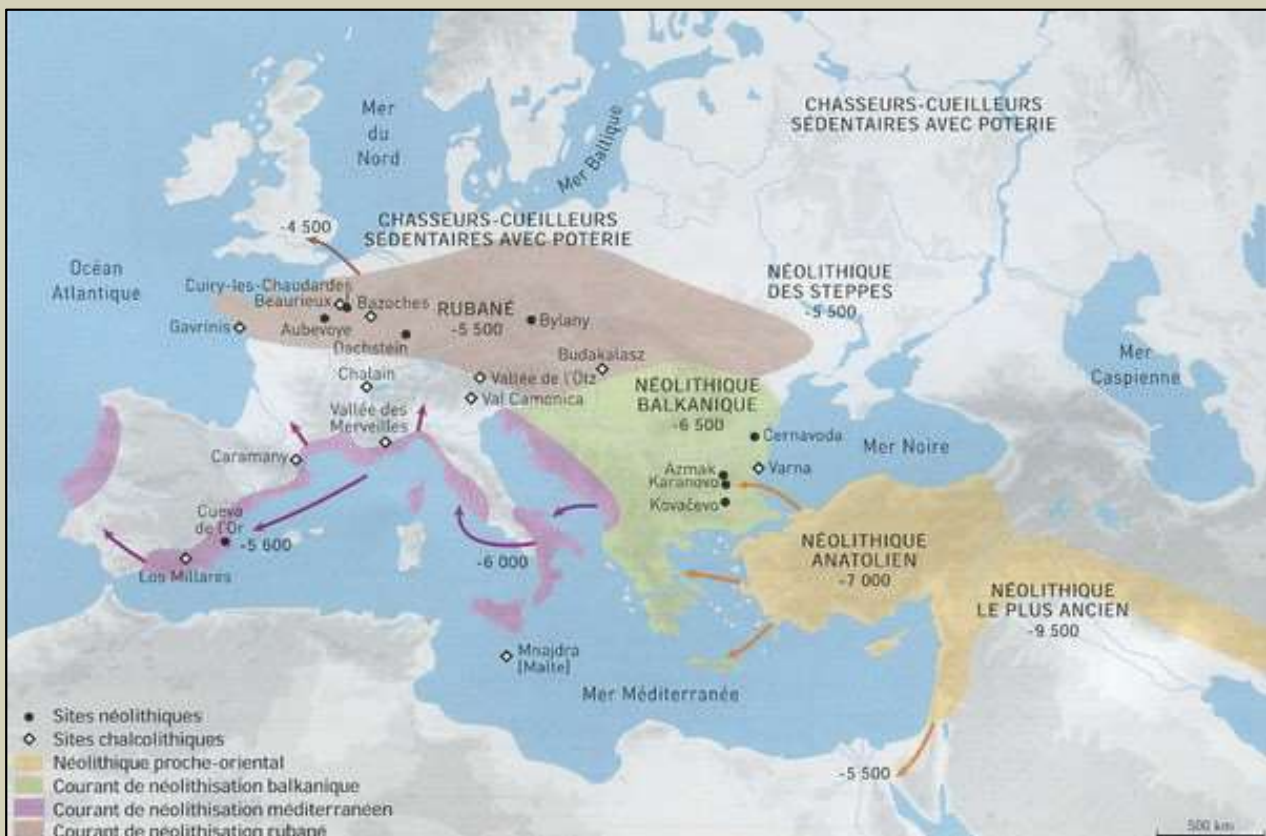 CHASSEURS-CUEILLEURS
SÉDENTAIRES AVEC POTERIE
Mer
du
Nord
Mer Baltique
CHASSEURS-CUEILLEURS
SÉDENTAIRES AVEC POTERIE
-4 500
Océan
Atlantique
NÉOLITHIQUE
DES STEPPES
-5 500
Cuiry-les-Chaudardes
Beaurieux
Bazoches
RUBANÉ
-5 500
Bylany
Gavrinis
Aubevoye
Dachstein
Budakalasz
Mer
Caspienne
Chalain
Vallée de l'Otz
Val Camonica
NÉOLITHIQUE
BALKANIQUE
-6 500
Vallée des
Merveilles
Cernavoda
Mer Noire
Caramany
Azmak
Karanovo
Varna
Kovačevo
Cueva
de l'Or
-5 600
Los Millares
-6 000
NÉOLITHIQUE
ANATOLIEN
-7 000
NÉOLITHIQUE
LE PLUS ANCIEN
-9 500
Mnajdra
(Malte)
Mer Méditerranée
-5 500
Sites néolithiques
Sites chalcolithiques
Néolithique proche-oriental
Courant de néolithisation balkanique
Courant de néolithisation méditerranéen
Courant de néolithisation rubané
500 km